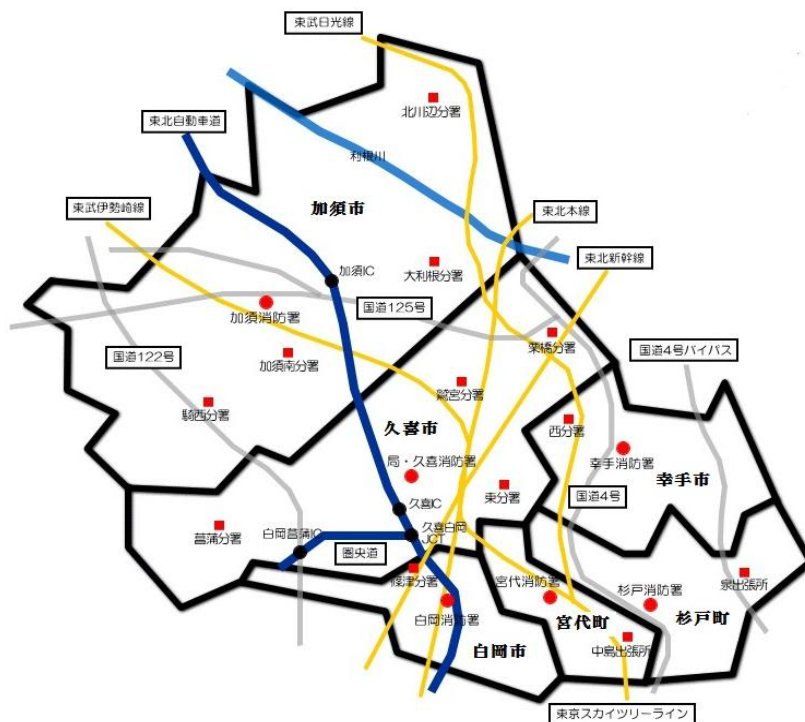 東武日光線
北川辺分署
東北自動車道
利根川
東武伊勢崎線
加須市
東北本線
東北新幹線
加須IC
大利根分署
国道125号
加須消防署
栗橋分署
国道4号バイパス
国道122号
加須南分署
鷲宮分署
騎西分署
久喜市
西分署
幸手消防署
局・久喜消防署
幸手市
東分署
国道4号
久喜IC
菖蒲分署
白岡菖蒲IC
久喜白岡
JCT
圏央道
篠津分署
宮代消防署
杉戸消防署
泉出張所
白岡消防署
宮代町
杉戸町
白岡市
中島出張所
東京スカイツリーライン